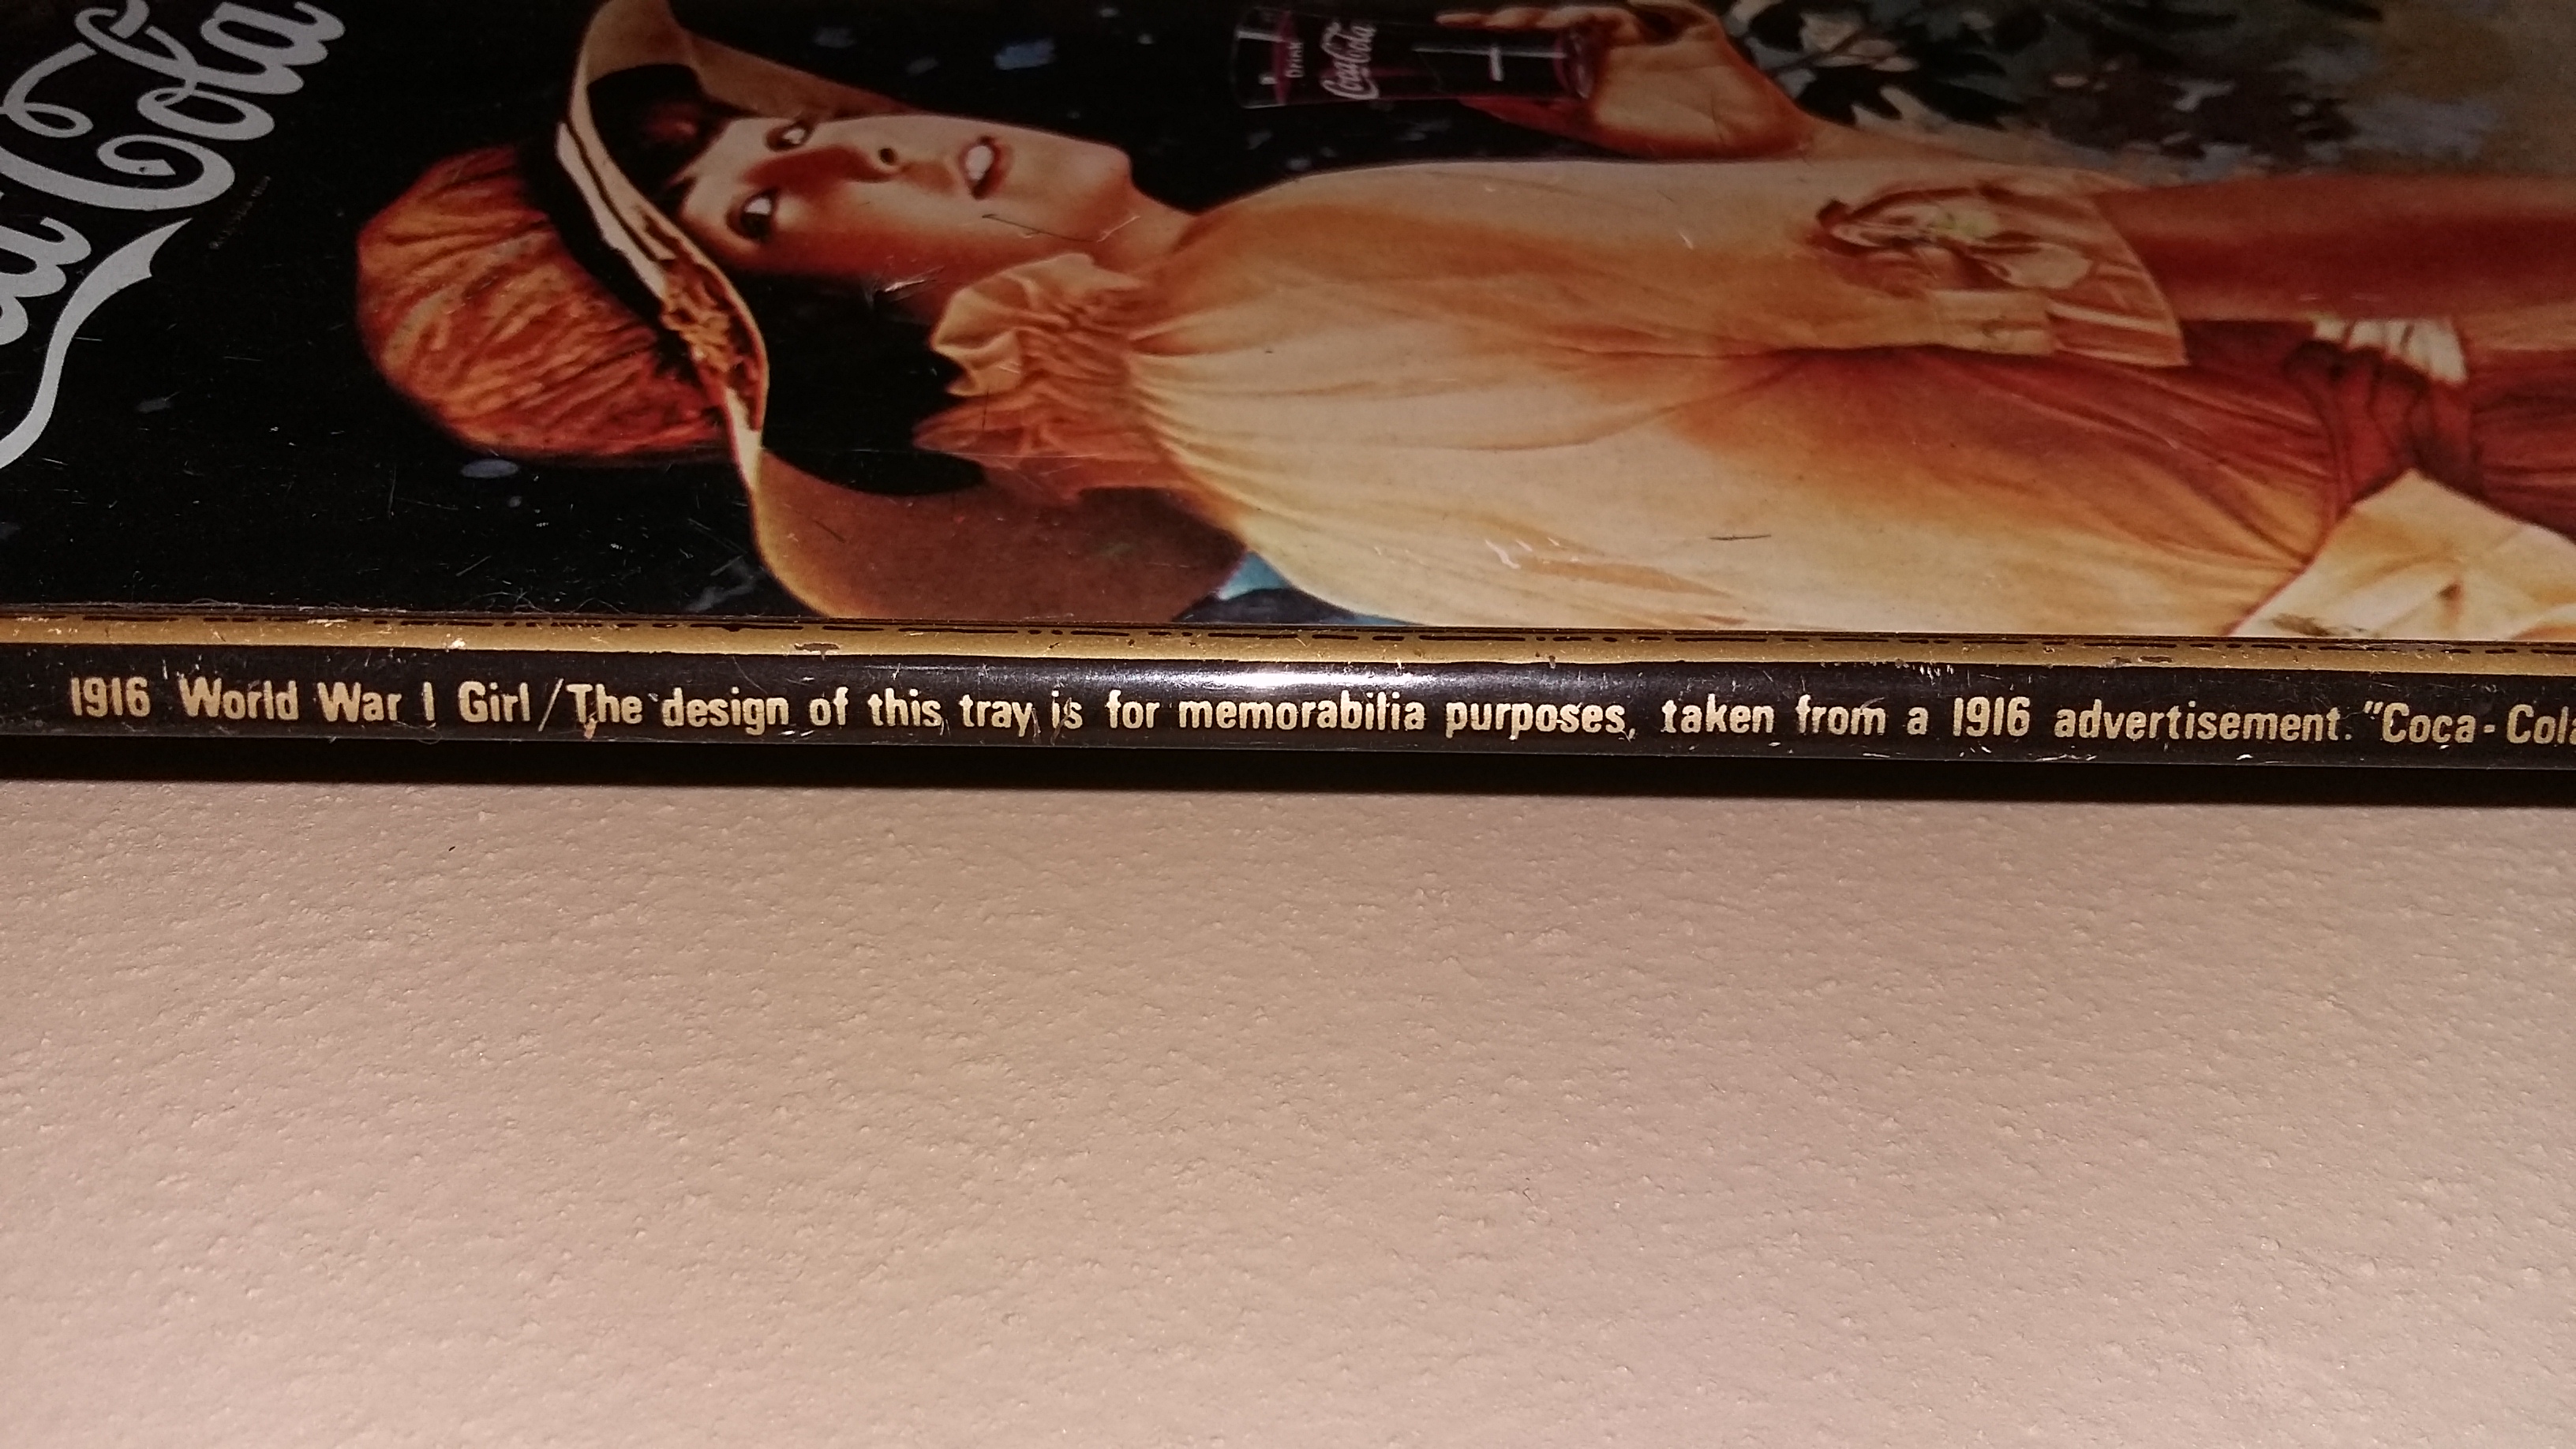 Coca-Cola
Drink
Coca-Cola
1916 World War I Girl/The design of this tray is for memorabilia purposes, taken from a 1916 advertisement. "Coca-Cola